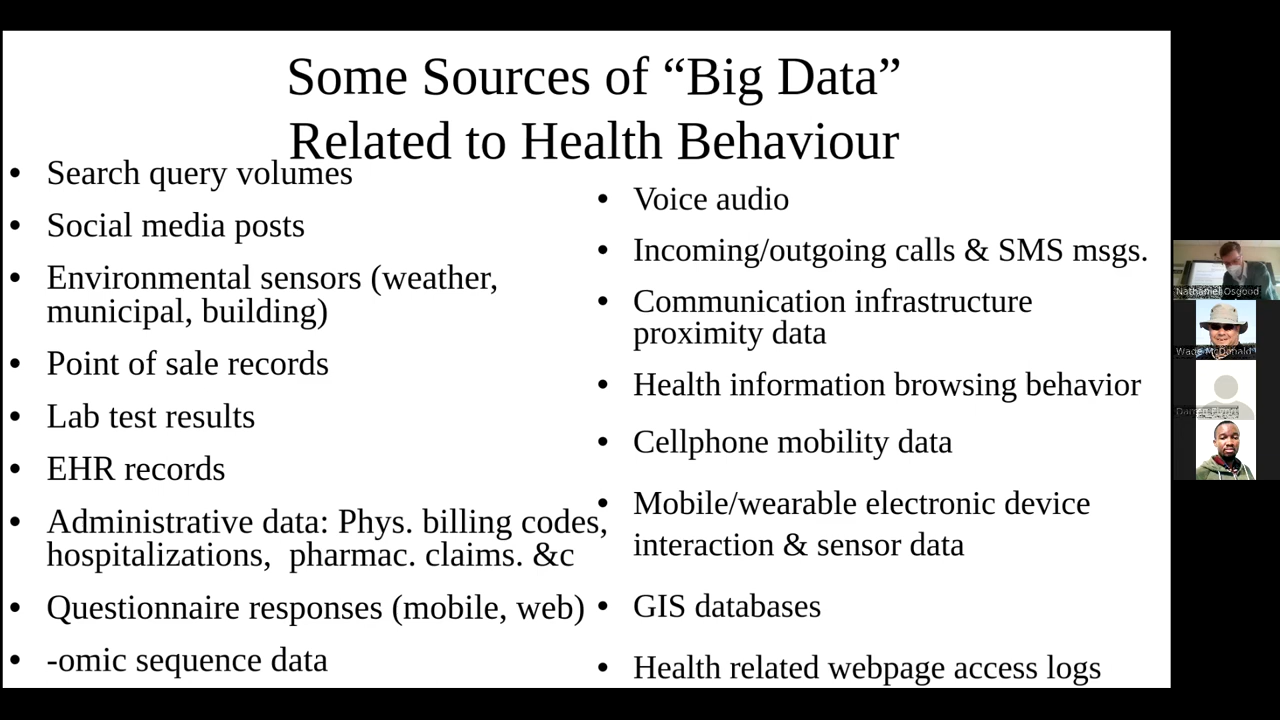 Some Sources of “Big Data”
Related to Health Behaviour
• Search query volumes
• Social media posts
• Environmental sensors (weather,
municipal, building)
• Point of sale records
• Lab test results
• EHR records
• Administrative data: Phys. billing codes,
hospitalizations, pharmac. claims. &c
• Questionnaire responses (mobile, web)
• -omic sequence data
• Voice audio
• Incoming/outgoing calls & SMS msgs.
• Communication infrastructure
proximity data
• Health information browsing behavior
• Cellphone mobility data
• Mobile/wearable electronic device
interaction & sensor data
• GIS databases
• Health related webpage access logs
Nathaniel Osgood
Wade McDonald